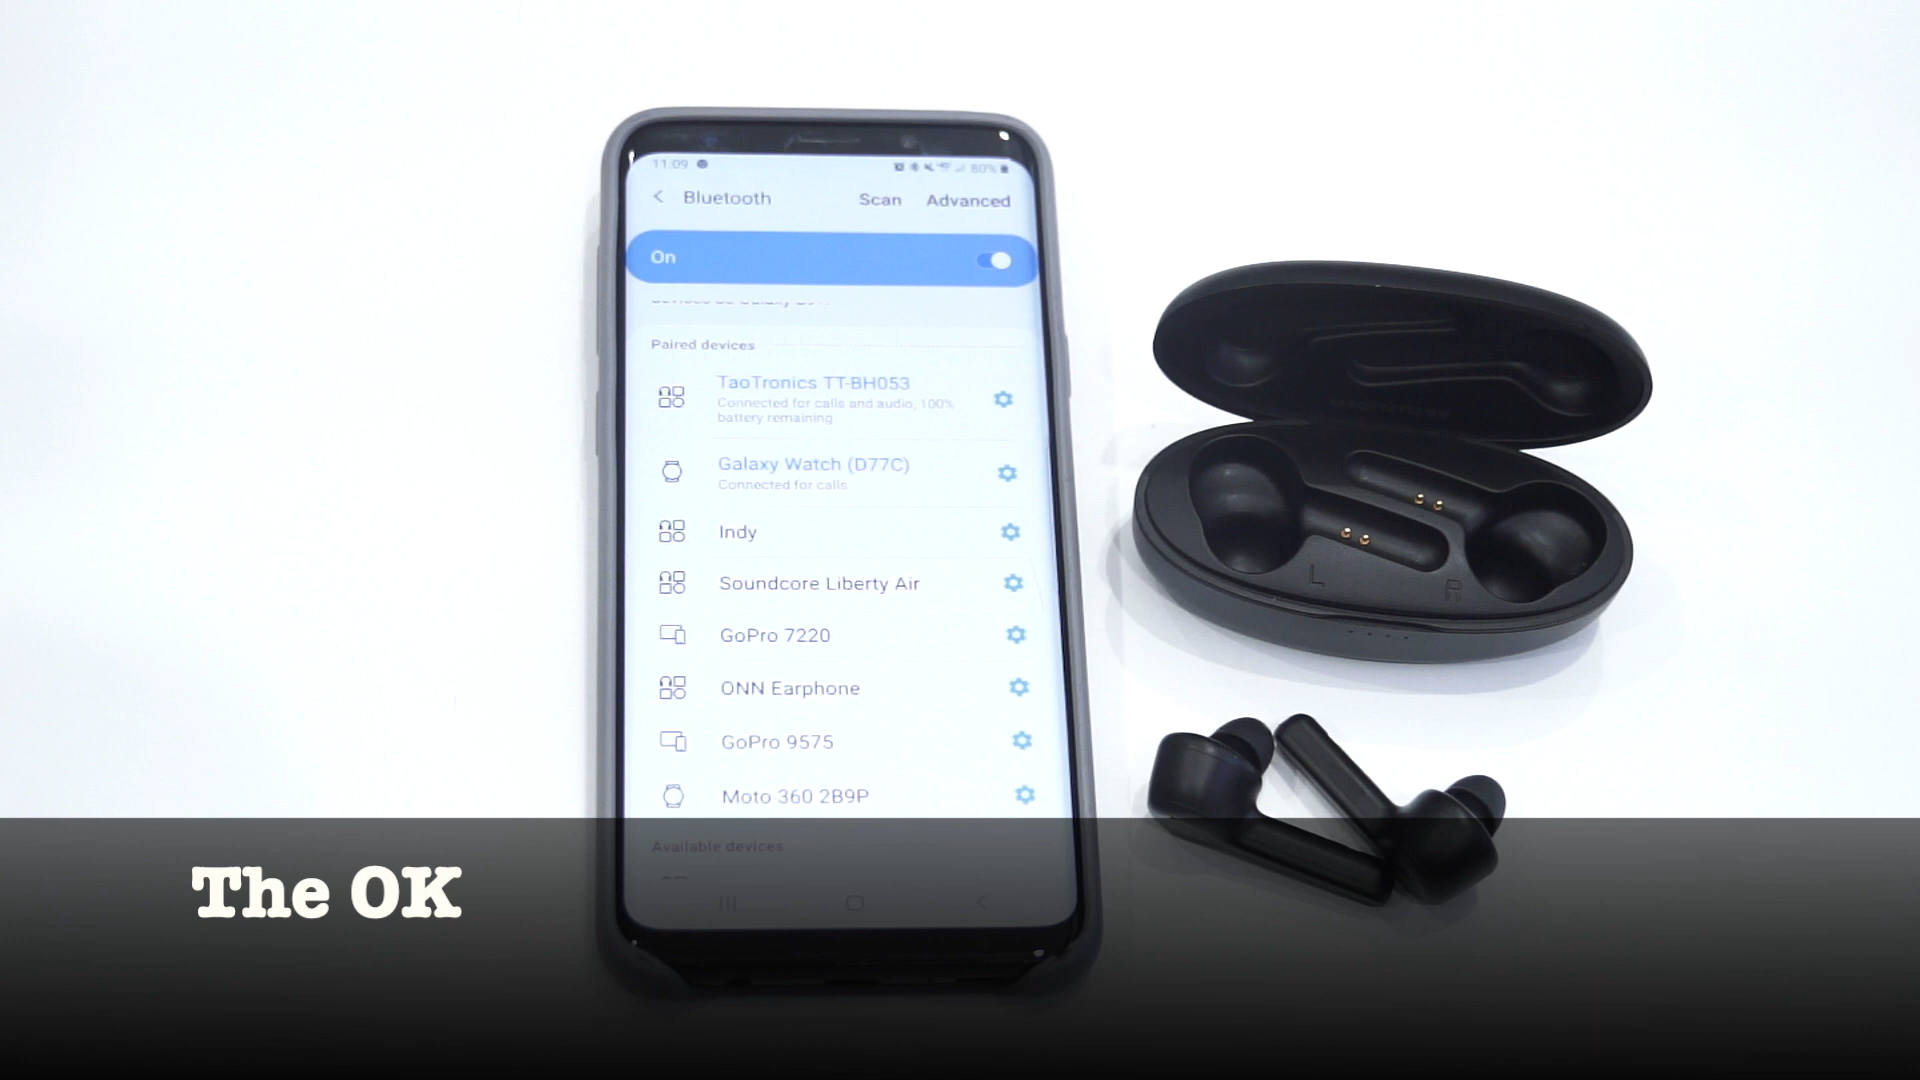 11:09
80%
Bluetooth
Scan
Advanced
On
Paired devices
TaoTronics TT-BH053
Connected for calls and audio, 100%
battery remaining
Galaxy Watch (D77C)
Connected for calls
Indy
Soundcore Liberty Air
GoPro 7220
ONN Earphone
GoPro 9575
Moto 360 2B9P
Available devices
L
R
The OK